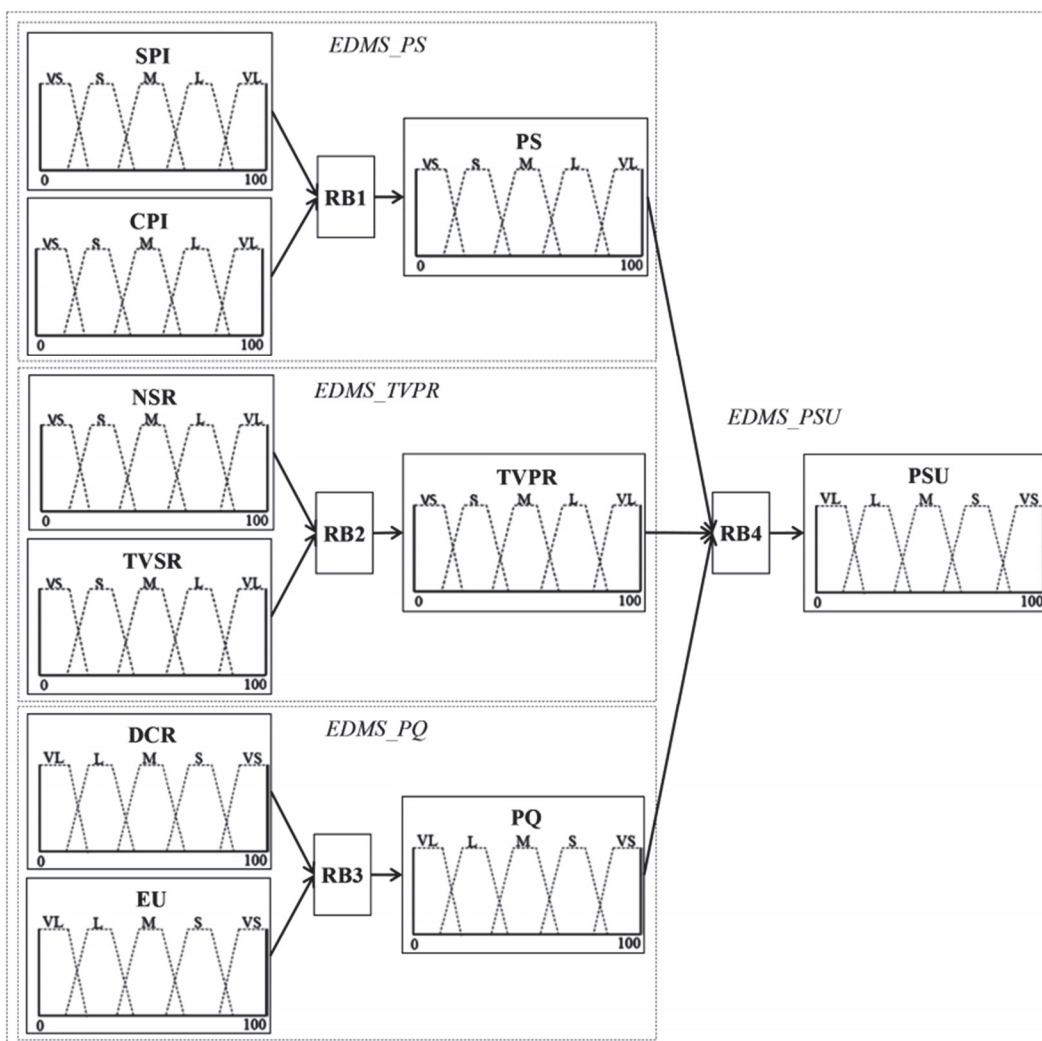 EDMS_PS
SPI
VS S M L VL
0 100
CPI
VS S M L VL
0 100
RB1
PS
VS S M L VL
0 100
EDMS_TVPR
NSR
VS S M L VL
0 100
TVSR
VS S M L VL
0 100
RB2
TVPR
VS S M L VL
0 100
EDMS_PQ
DCR
VL L M S VS
0 100
EU
VL L M S VS
0 100
RB3
PQ
VL L M S VS
0 100
EDMS_PSU
RB4
PSU
VL L M S VS
0 100